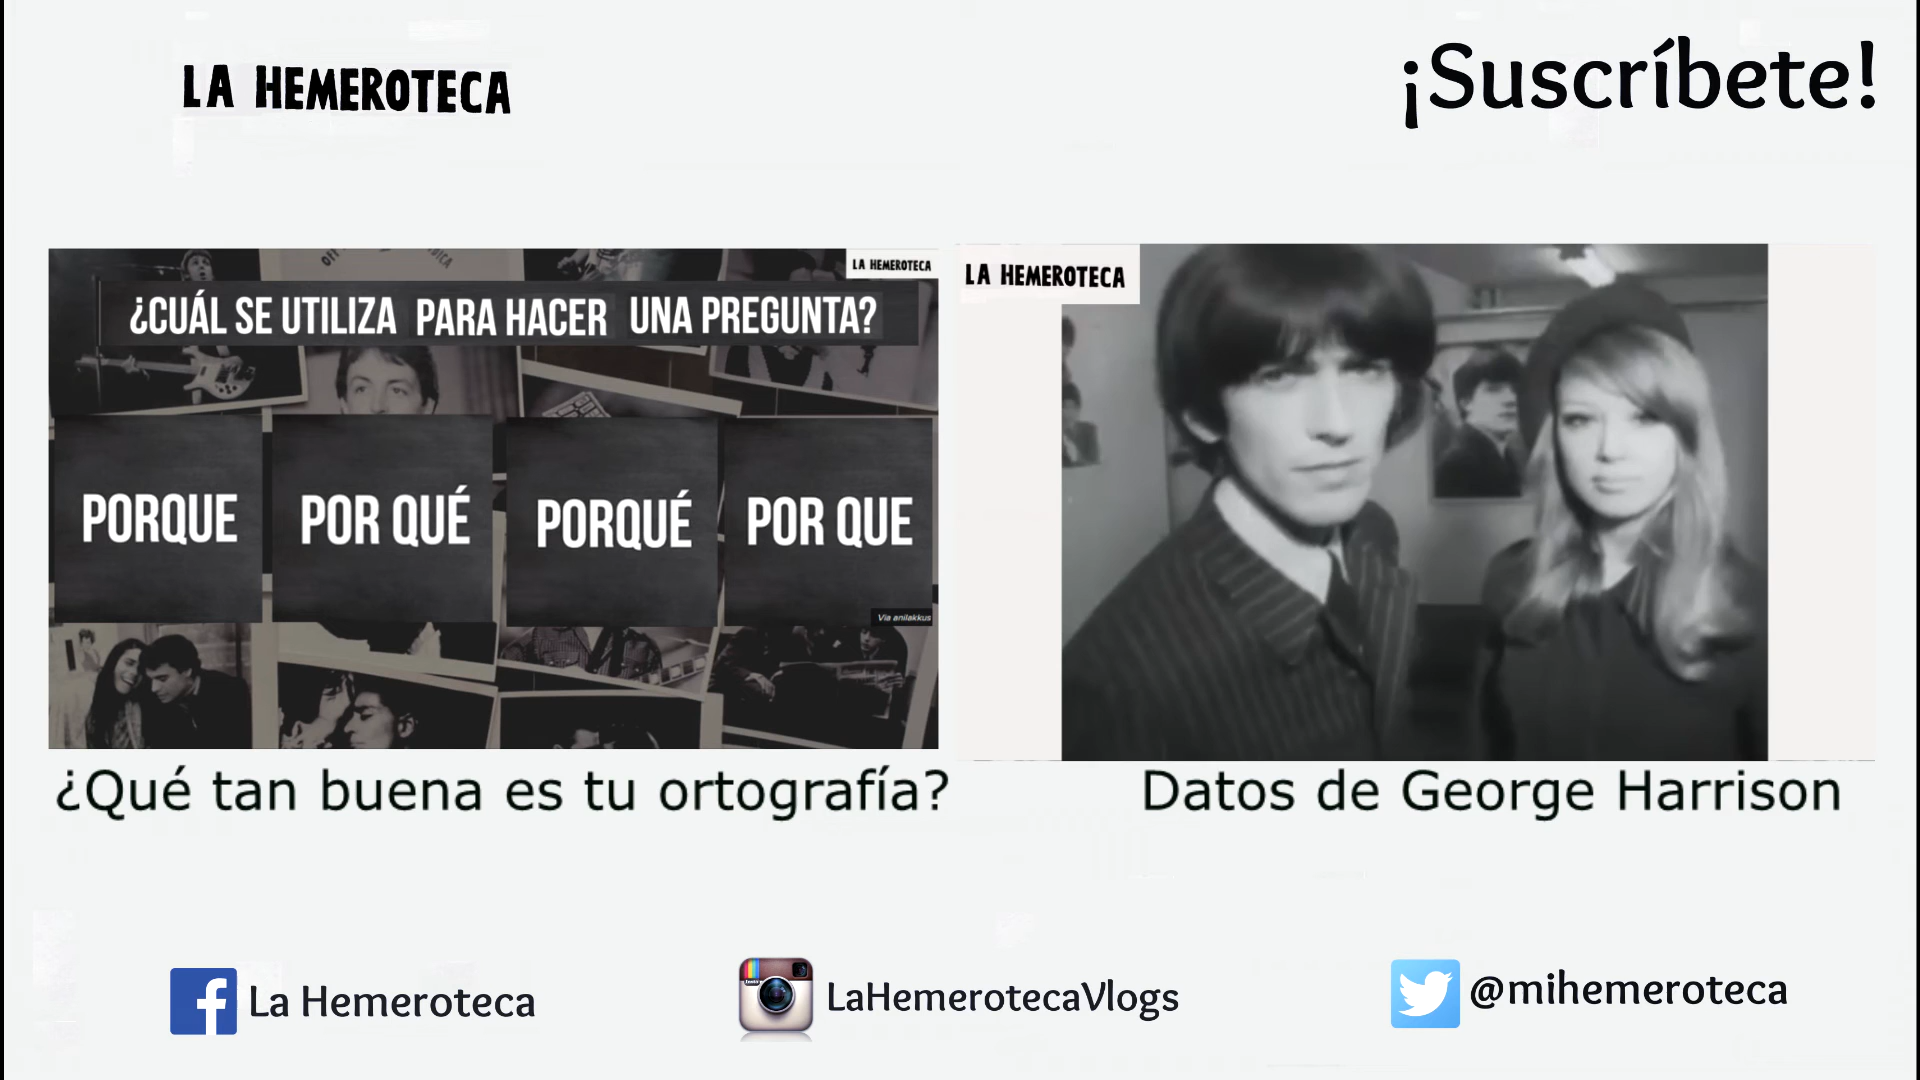 LA HEMEROTECA
¡Suscríbete!
LA HEMEROTECA
¿CUÁL SE UTILIZA PARA HACER UNA PREGUNTA?
PORQUE
POR QUÉ
PORQUÉ
POR QUE
Via anilakkus
LA HEMEROTECA
¿Qué tan buena es tu ortografía?
Datos de George Harrison
La Hemeroteca
LaHemerotecaVlogs
@mihemeroteca